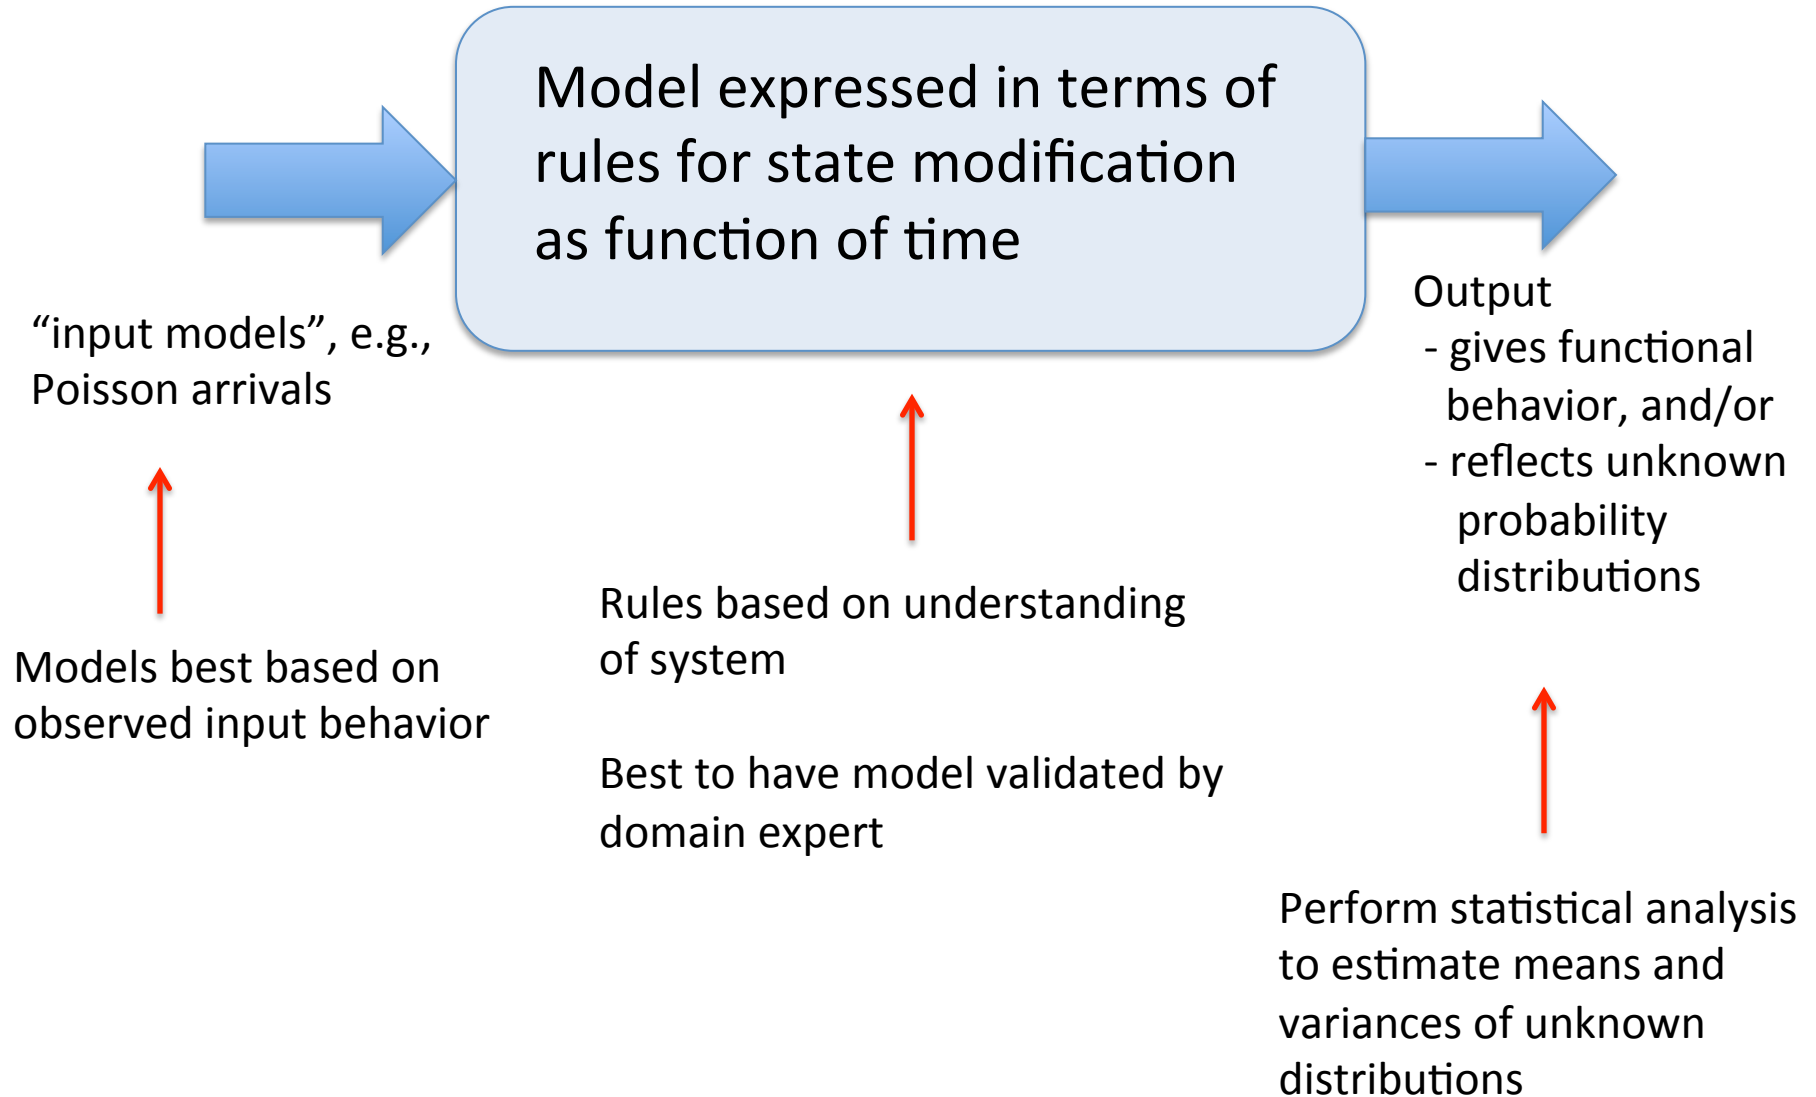 Model expressed in terms of
rules for state modification
as function of time
“input models”, e.g.,
Poisson arrivals
Output
- gives functional
behavior, and/or
- reflects unknown
probability
distributions
Models best based on
observed input behavior
Rules based on understanding
of system
Best to have model validated by
domain expert
Perform statistical analysis
to estimate means and
variances of unknown
distributions